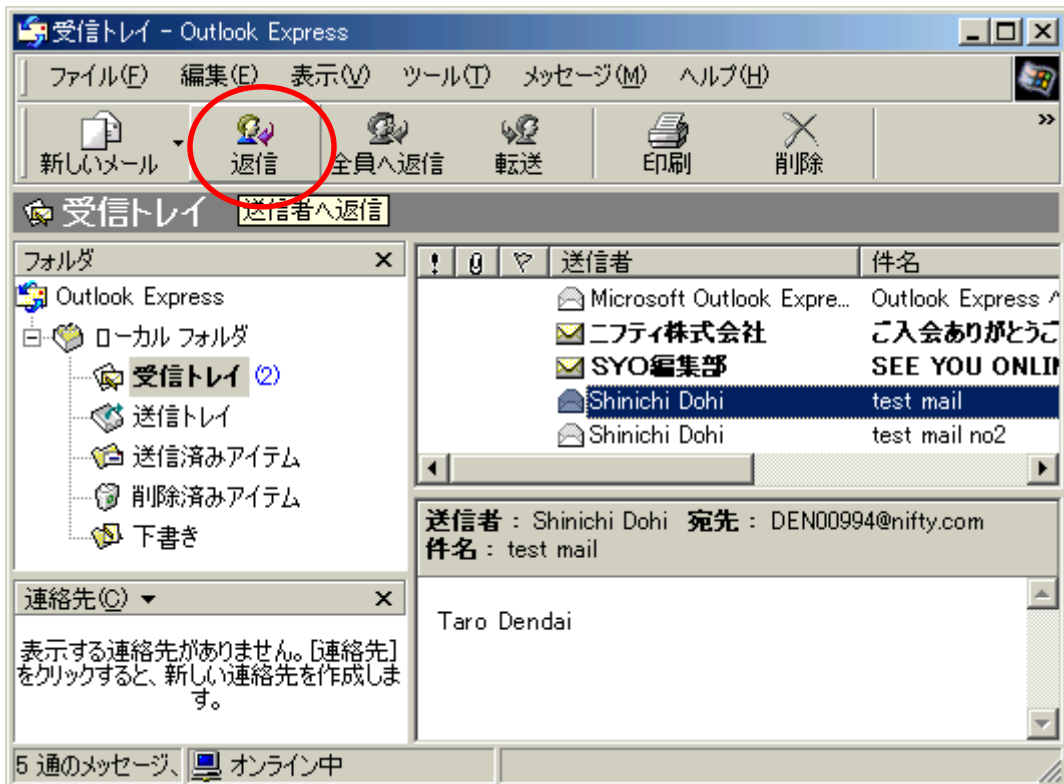 受信トレイ - Outlook Express
ファイル(F) 編集(E) 表示(V) ツール(T) メッセージ(M) ヘルプ(H)
新しいメール 返信 全員へ返信 転送 印刷 削除 »
受信トレイ 送信者へ返信
フォルダ ×
Outlook Express
ローカル フォルダ
受信トレイ (2)
送信トレイ
送信済みアイテム
削除済みアイテム
下書き
連絡先(C) ×
表示する連絡先がありません。[連絡先]
をクリックすると、新しい連絡先を作成しま
す。
! 送信者 件名
Microsoft Outlook Expre... Outlook Express
ニフティ株式会社 ご入会ありがとうご
SYO編集部 SEE YOU ONLIN
Shinichi Dohi test mail
Shinichi Dohi test mail no2
送信者 : Shinichi Dohi 宛先 : DEN00994@nifty.com
件名 : test mail
Taro Dendai
5 通のメッセージ、 オンライン中